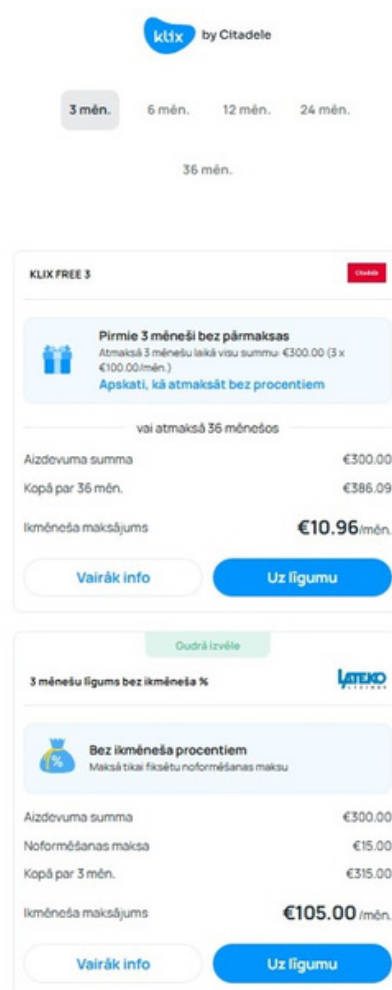 klix by Citadele
3 mēn. 6 mēn. 12 mēn. 24 mēn.
36 mēn.
KLIX FREE 3 Citadele
Pirmie 3 mēneši bez pārmaksas
Atmaksā 3 mēnešu laikā visu summu: €300.00 (3 x
€100.00/mēn.)
Apskati, kā atmaksāt bez procentiem
vai atmaksā 36 mēnešos
Aizdevuma summa €300.00
Kopā par 36 mēn. €386.09
Ikmēneša maksājums €10.96/mēn.
Vairāk info Uz līgumu
Gudrā izvēle
3 mēnešu līgums bez ikmēneša % LATEKO
LĪZINGS
Bez ikmēneša procentiem
Maksā tikai fiksētu noformēšanas maksu
Aizdevuma summa €300.00
Noformēšanas maksa €15.00
Kopā par 3 mēn. €315.00
Ikmēneša maksājums €105.00 /mēn.
Vairāk info Uz līgumu